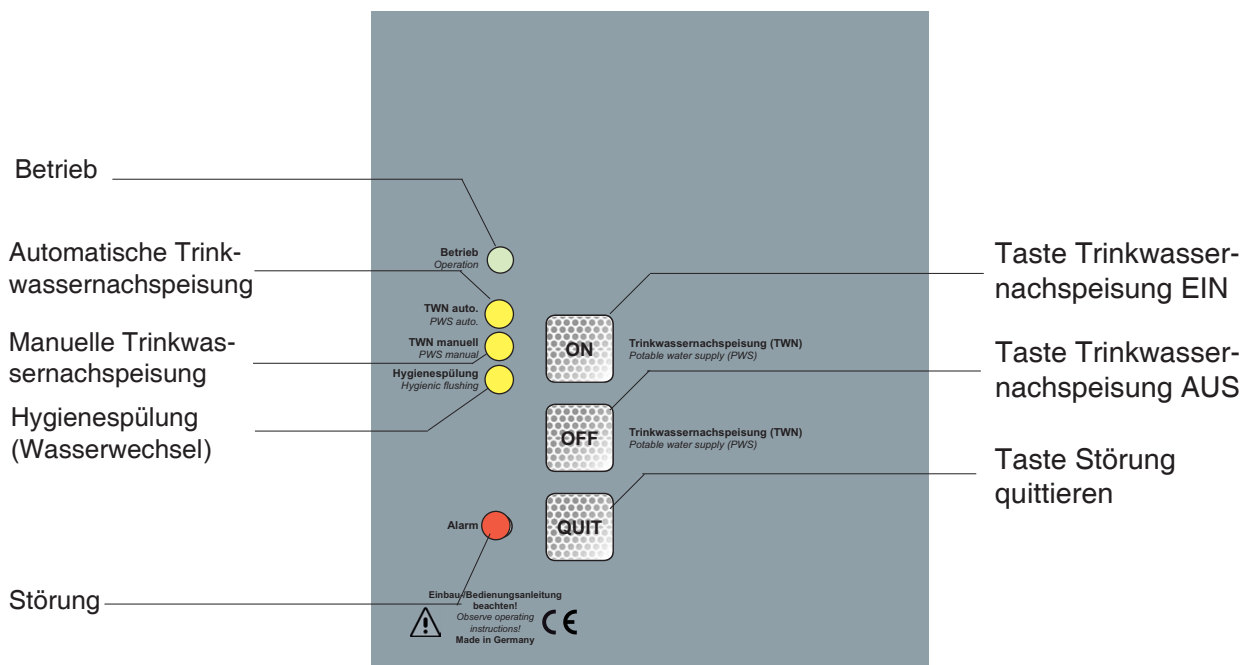 Betrieb
Automatische Trink-
wassernachspeisung
Manuelle Trinkwas-
sernachspeisung
Hygienespülung
(Wasserwechsel)
Störung
Betrieb
Operation
TWN auto.
PWS auto.
TWN manuell
PWS manual
Hygienespülung
Hygienic flushing
ON
Trinkwassernachspeisung (TWN)
Potable water supply (PWS)
OFF
Trinkwassernachspeisung (TWN)
Potable water supply (PWS)
Alarm
QUIT
Einbau-/Bedienungsanleitung
beachten!
Observe operating
instructions!
Made in Germany
CE
Taste Trinkwasser-
nachspeisung EIN
Taste Trinkwasser-
nachspeisung AUS
Taste Störung
quittieren